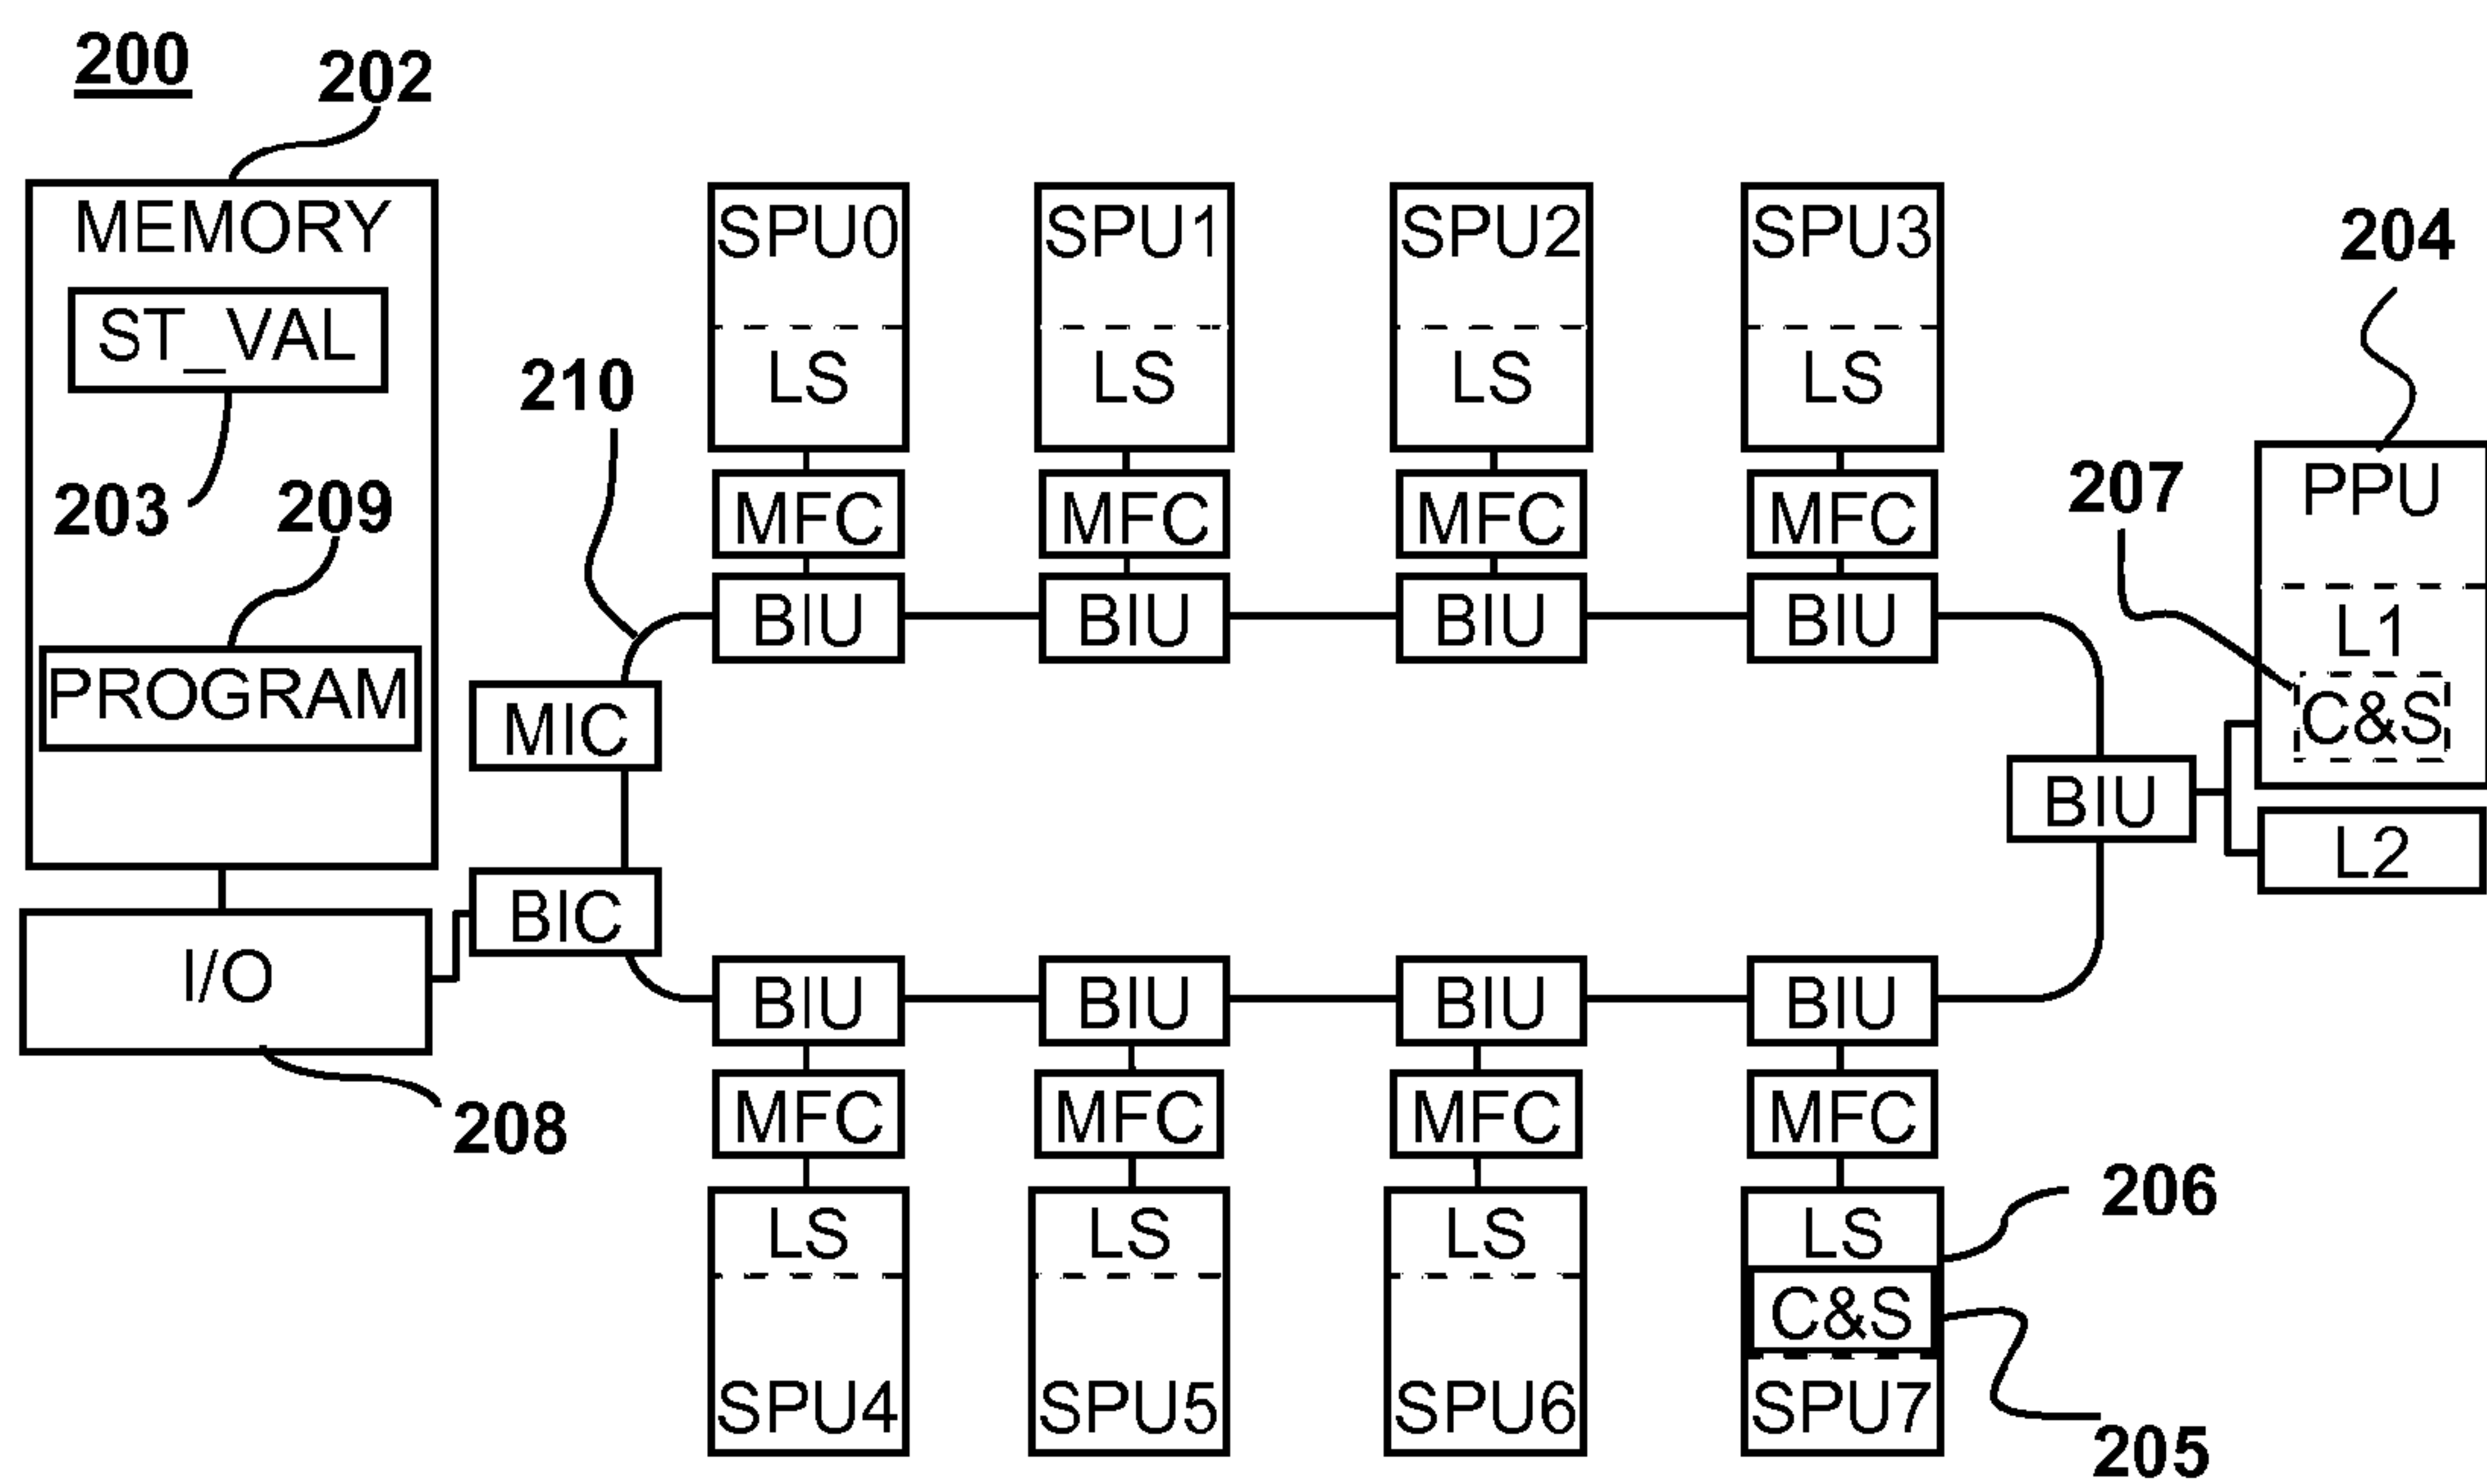 200
202
MEMORY
ST_VAL
203
209
PROGRAM
I/O
208
210
MIC
BIC
SPU0
LS
MFC
BIU
SPU1
LS
MFC
BIU
SPU2
LS
MFC
BIU
SPU3
LS
MFC
BIU
204
207
PPU
L1
C&S
BIU
L2
BIU
MFC
LS
SPU4
BIU
MFC
LS
SPU5
BIU
MFC
LS
SPU6
BIU
MFC
LS
C&S
SPU7
206
205